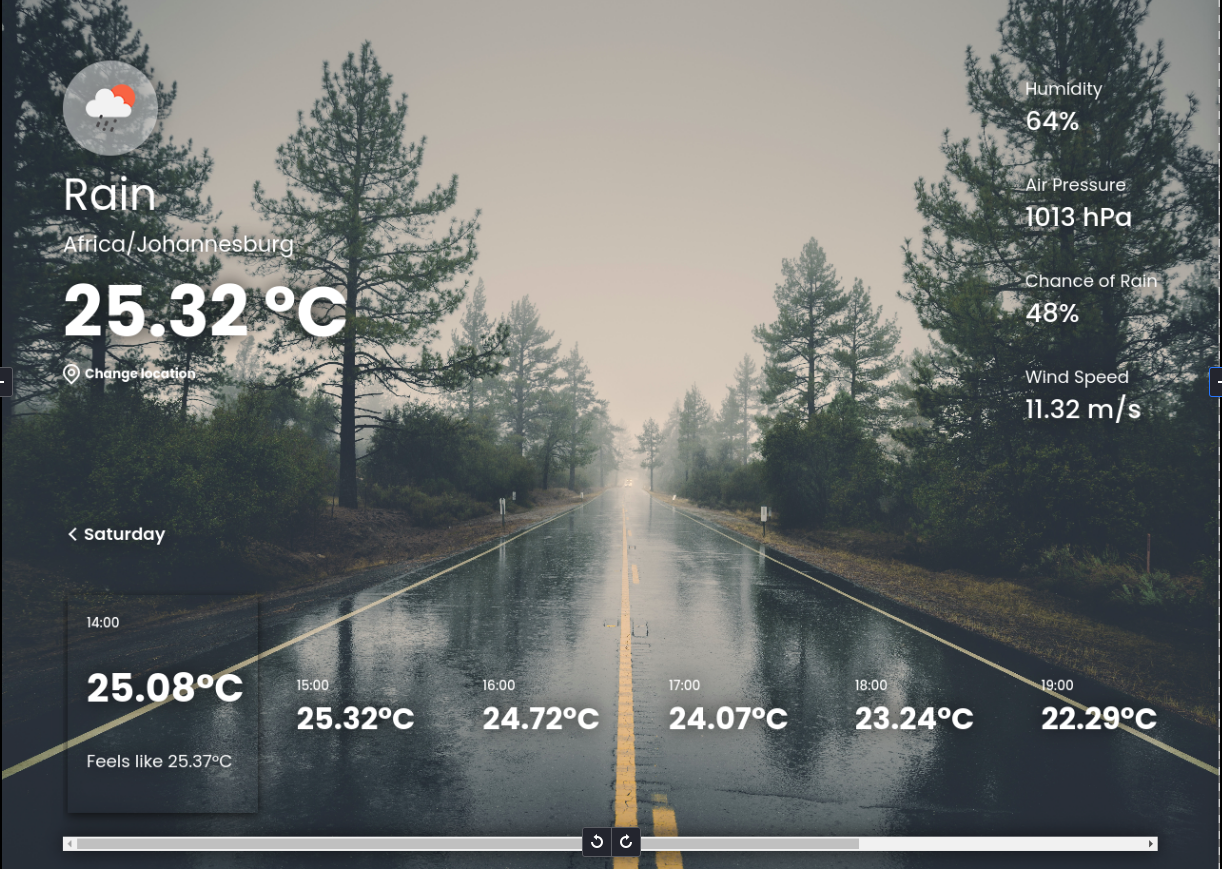 Rain
Africa/Johannesburg
25.32 °C
Change location
Humidity
64%
Air Pressure
1013 hPa
Chance of Rain
48%
Wind Speed
11.32 m/s
Saturday
14:00
25.08°C
Feels like 25.37°C
15:00
25.32°C
16:00
24.72°C
17:00
24.07°C
18:00
23.24°C
19:00
22.29°C